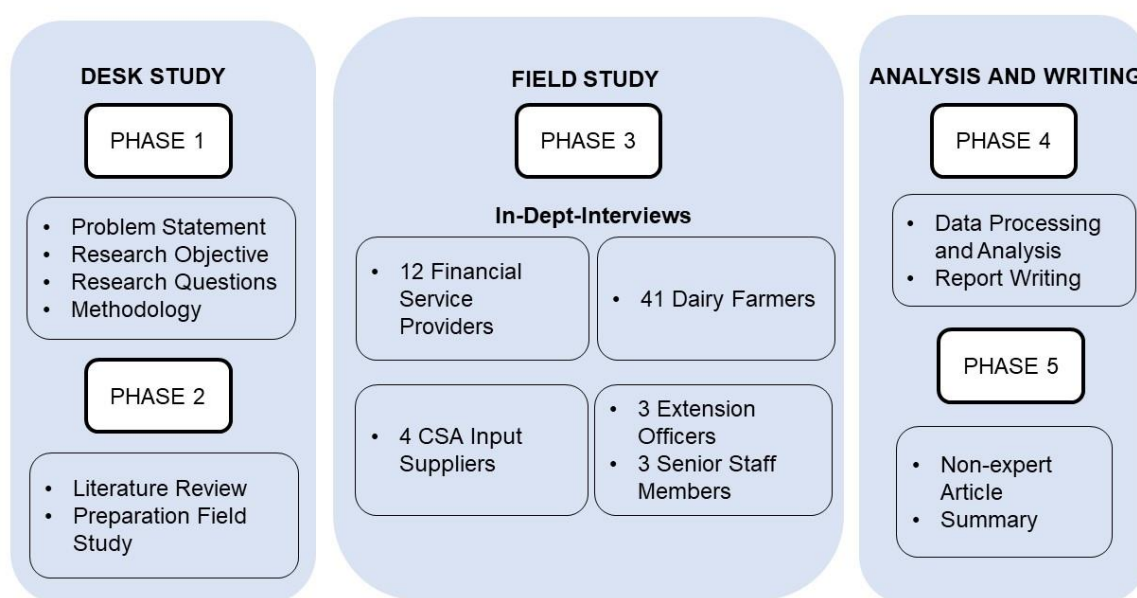 DESK STUDY
PHASE 1
• Problem Statement
• Research Objective
• Research Questions
• Methodology
PHASE 2
• Literature Review
• Preparation Field
Study
FIELD STUDY
PHASE 3
In-Dept-Interviews
• 12 Financial
Service
Providers
• 41 Dairy Farmers
• 4 CSA Input
Suppliers
• 3 Extension
Officers
• 3 Senior Staff
Members
ANALYSIS AND WRITING
PHASE 4
• Data Processing
and Analysis
• Report Writing
PHASE 5
• Non-expert
Article
• Summary